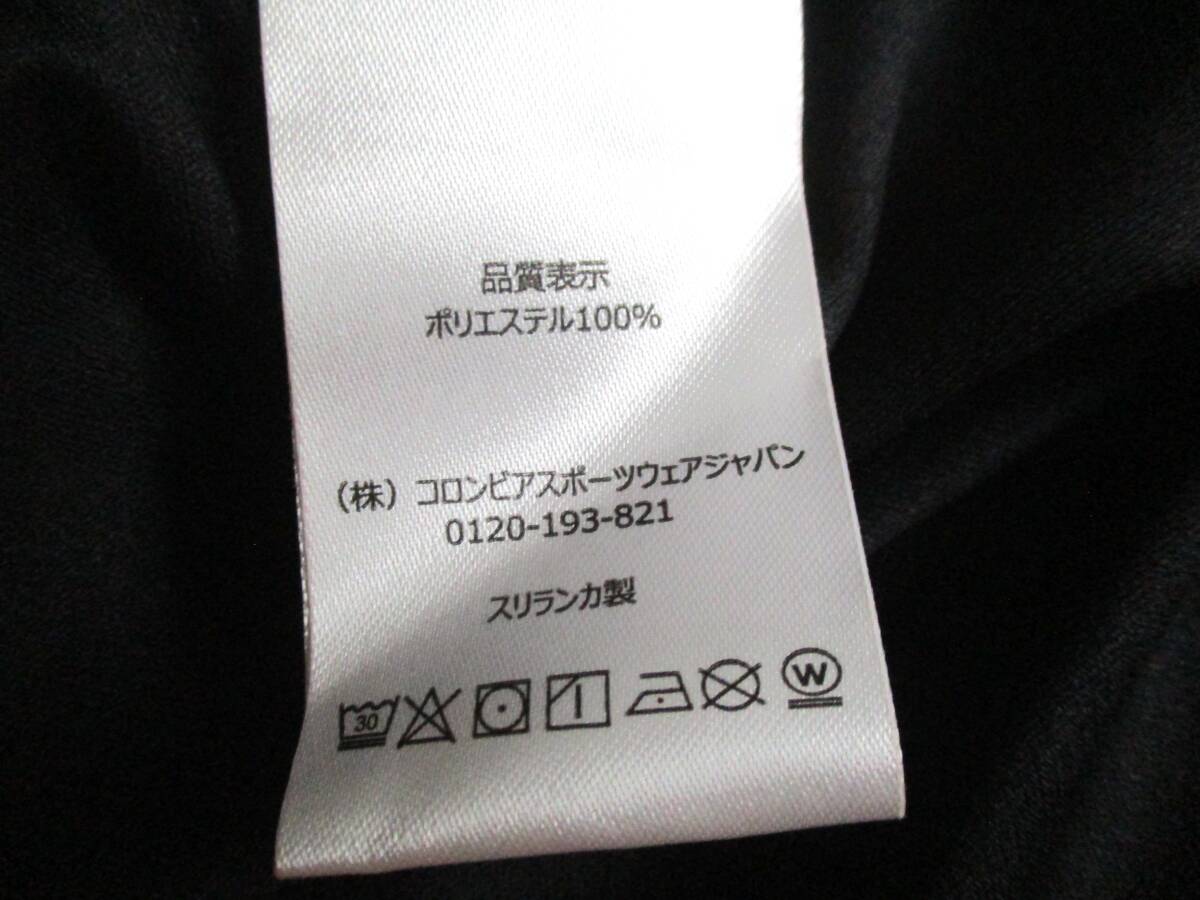 品質表示
ポリエステル100%
（株）コロンビアスポーツウェアジャパン
0120-193-821
スリランカ製
30 W